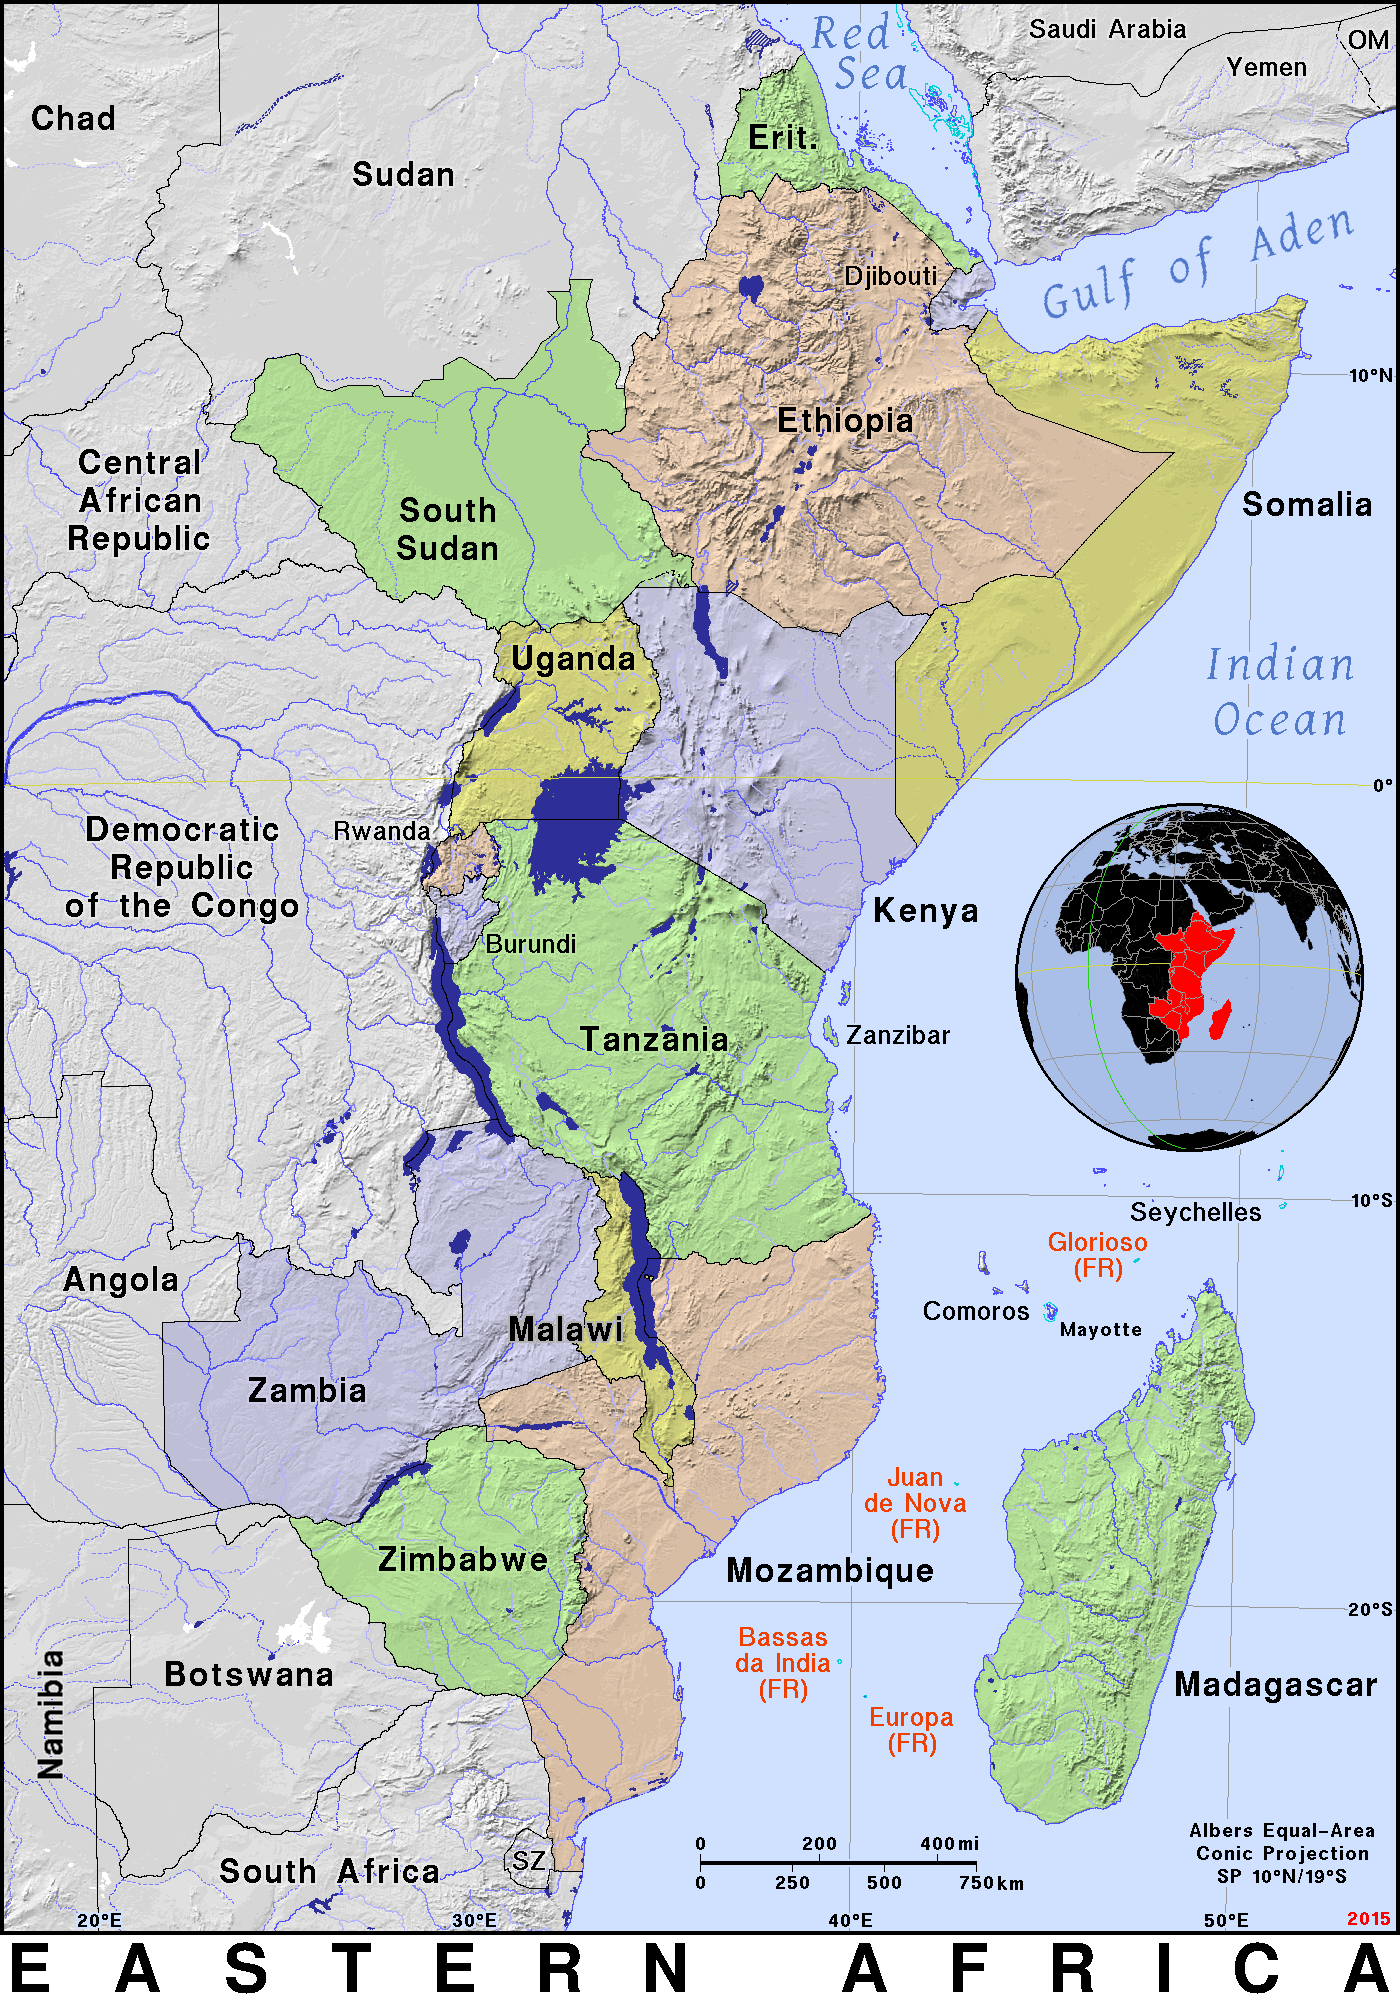 Red
Sea
Saudi Arabia
OM
Yemen
Chad
Erit.
Sudan
Gulf of Aden
Djibouti
10°N
Ethiopia
Central
African
Republic
South
Sudan
Somalia
Uganda
Indian
Ocean
0°
Rwanda
Democratic
Republic
of the Congo
Kenya
Burundi
Tanzania
Zanzibar
10°S
Seychelles
Glorioso
(FR)
Angola
Comoros
Mayotte
Malawi
Zambia
Juan
de Nova
(FR)
Zimbabwe
Mozambique
20°S
Bassas
da India
(FR)
Namibia
Botswana
Madagascar
Europa
(FR)
0 200 400 mi
0 250 500 750 km
Albers Equal-Area
Conic Projection
SP 10°N/19°S
South Africa
SZ
20°E 30°E 40°E 50°E 2015
EASTERN AFRICA